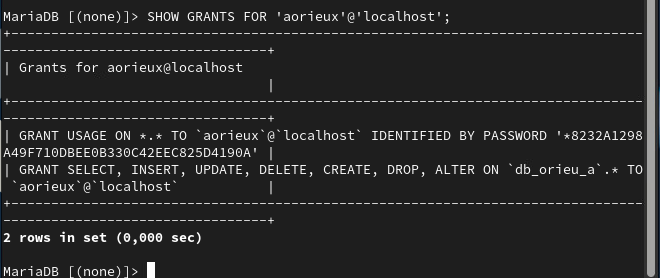 MariaDB [(none)]> SHOW GRANTS FOR 'aorieux'@'localhost';
+--------------------------------------------------------------------------------
---------------------------------+
| Grants for aorieux@localhost
                                 |
+--------------------------------------------------------------------------------
---------------------------------+
| GRANT USAGE ON *.* TO `aorieux`@`localhost` IDENTIFIED BY PASSWORD '*8232A1298
A49F710DBEE0B330C42EEC825D4190A' |
| GRANT SELECT, INSERT, UPDATE, DELETE, CREATE, DROP, ALTER ON `db_orieu_a`.* TO
 `aorieux`@`localhost`           |
+--------------------------------------------------------------------------------
---------------------------------+
2 rows in set (0,000 sec)
MariaDB [(none)]>